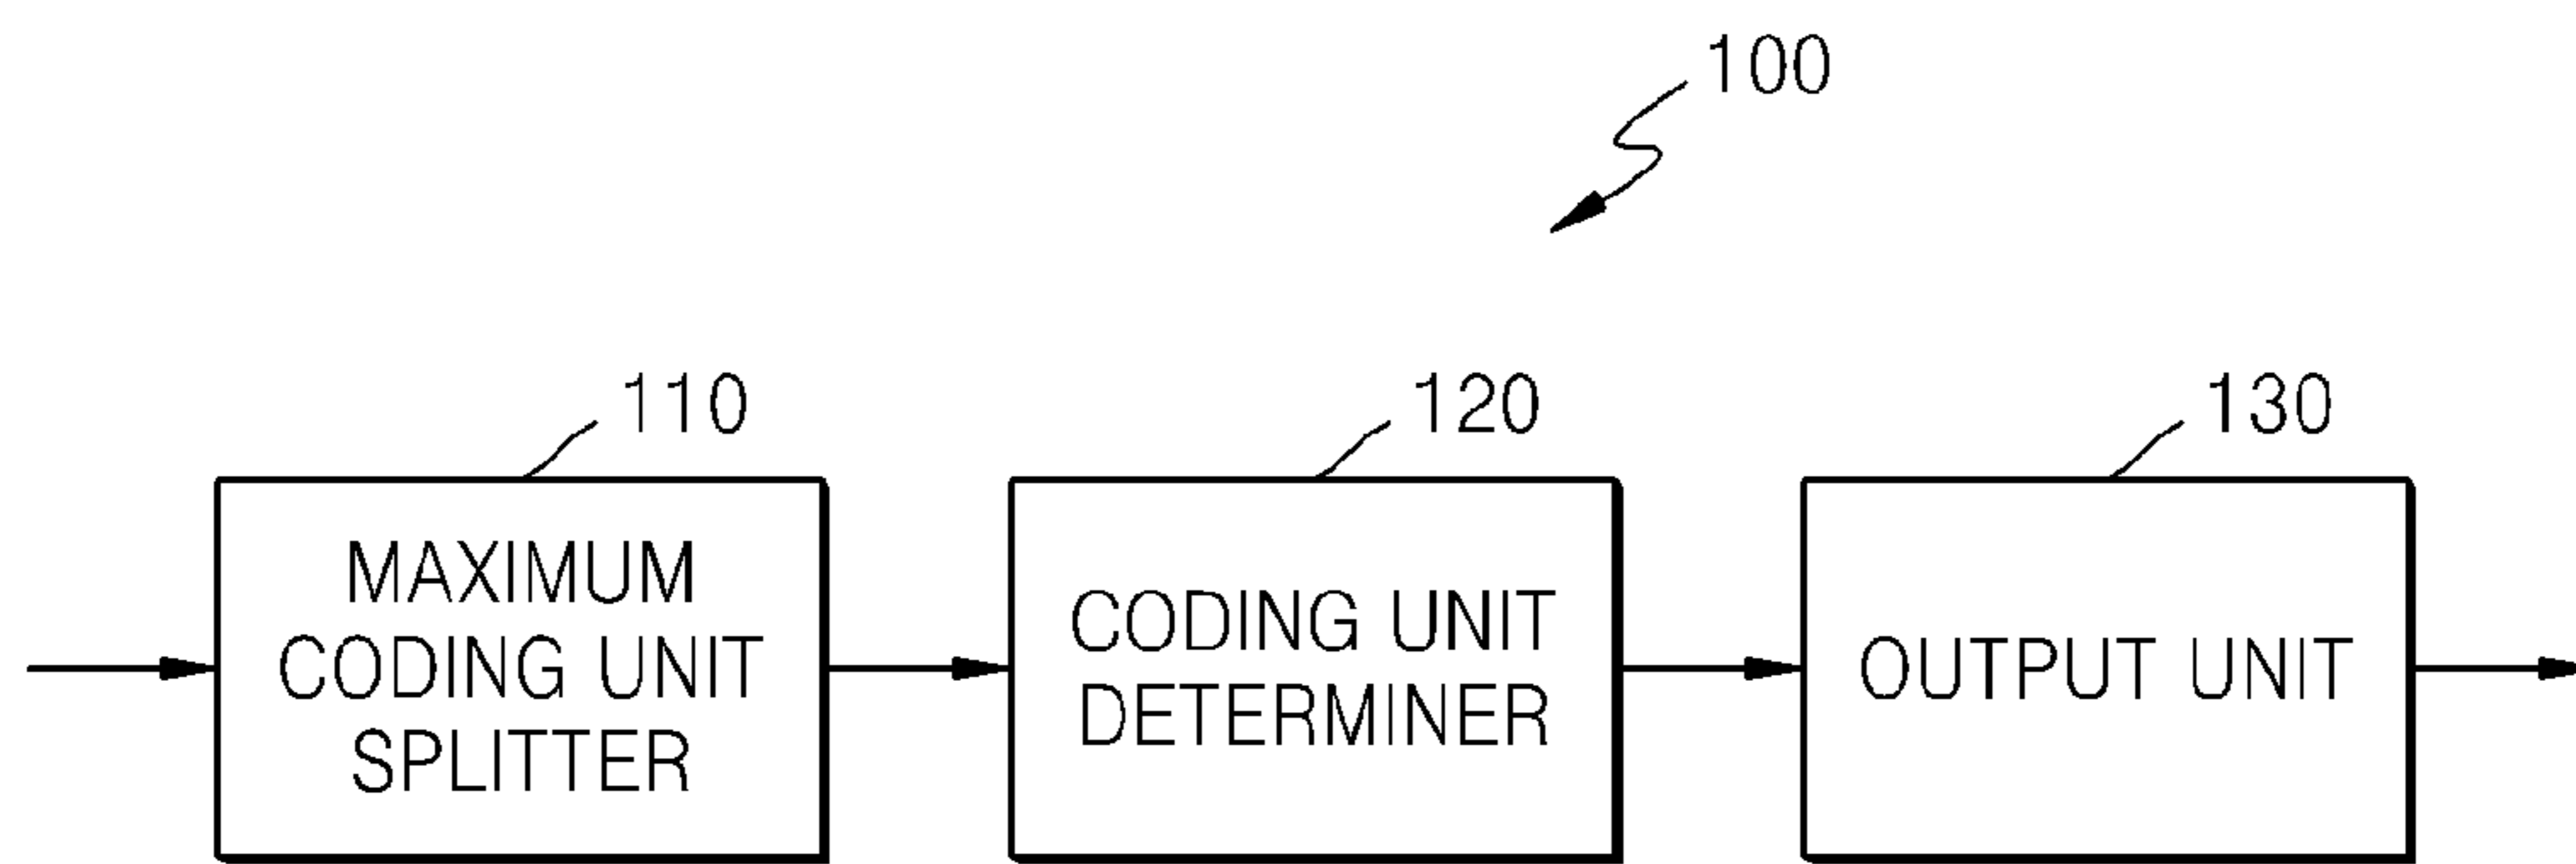 100
110
120
130
MAXIMUM
CODING UNIT
SPLITTER
CODING UNIT
DETERMINER
OUTPUT UNIT